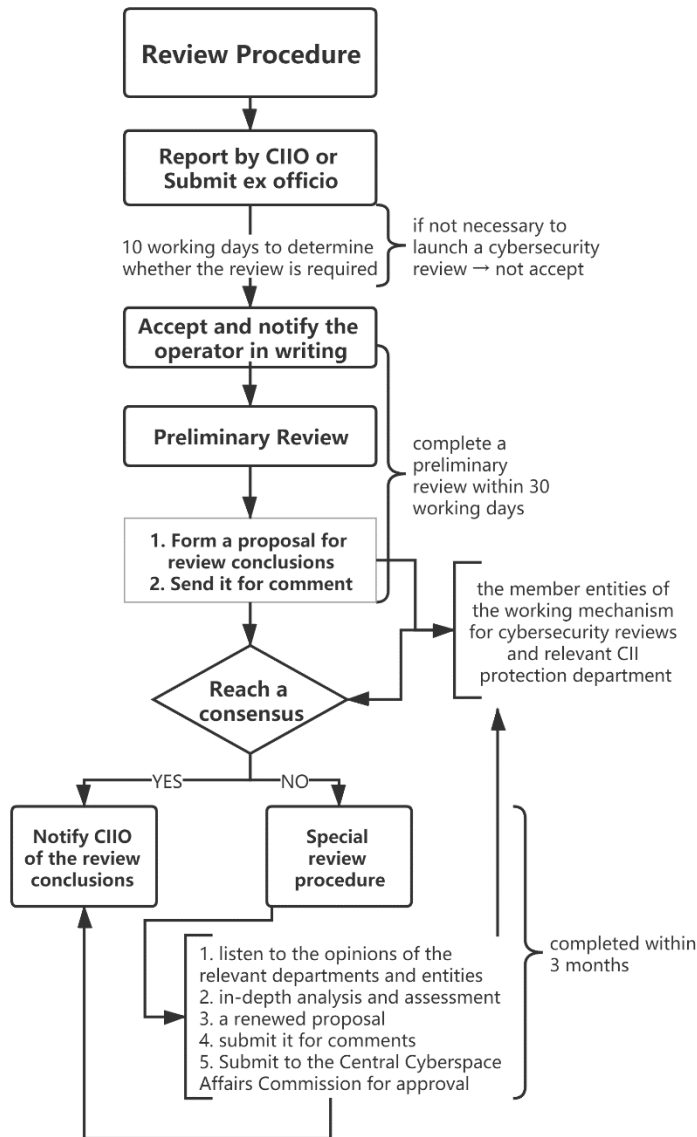 Review Procedure
Report by CIIO or
Submit ex officio
10 working days to determine
whether the review is required
if not necessary to
launch a cybersecurity
review → not accept
Accept and notify the
operator in writing
Preliminary Review
complete a
preliminary
review within 30
working days
1. Form a proposal for
review conclusions
2. Send it for comment
the member entities of
the working mechanism
for cybersecurity reviews
and relevant CII
protection department
Reach a
consensus
YES
NO
Notify CIIO
of the review
conclusions
Special
review
procedure
1. listen to the opinions of the
relevant departments and entities
2. in-depth analysis and assessment
3. a renewed proposal
4. submit it for comments
5. Submit to the Central Cyberspace
Affairs Commission for approval
completed within
3 months